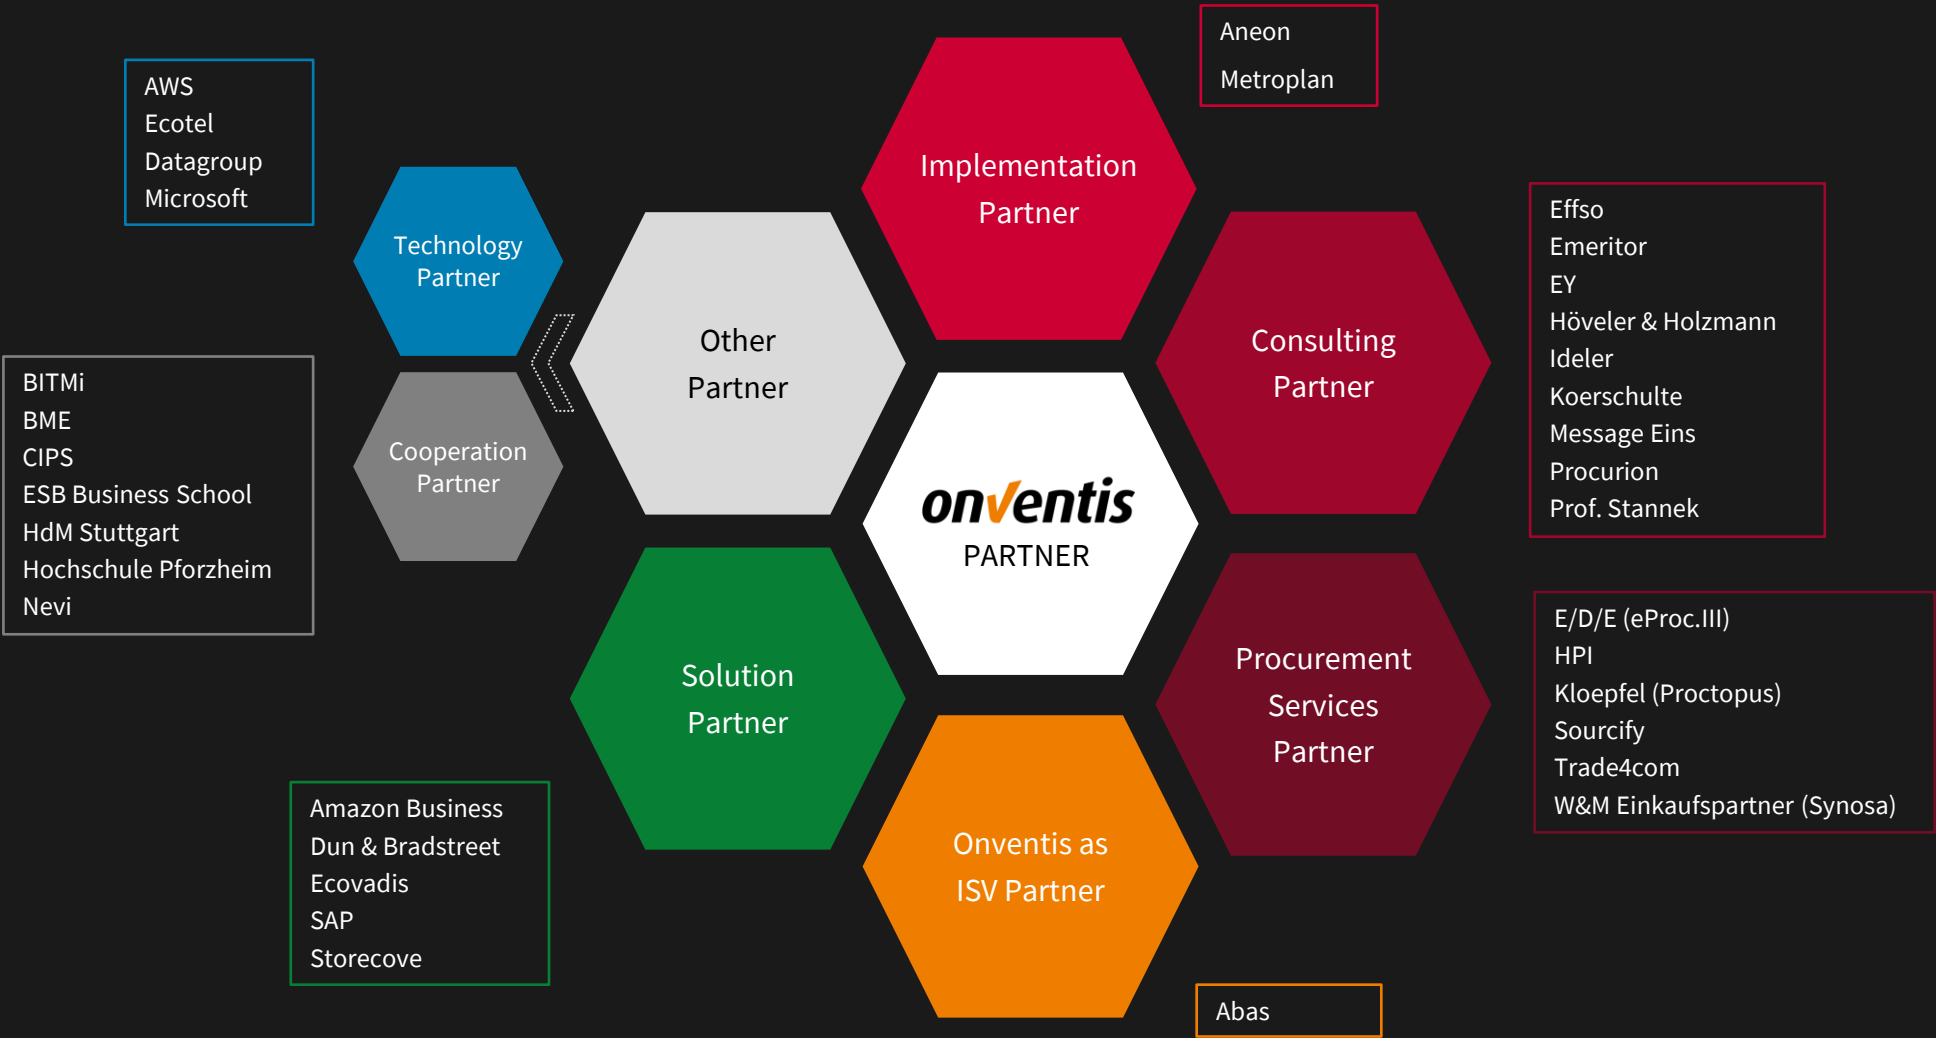 Aneon
Metroplan
AWS
Ecotel
Datagroup
Microsoft
Implementation
Partner
Technology
Partner
Other
Partner
Consulting
Partner
Effso
Emeritor
EY
Höveler & Holzmann
Ideler
Koerschulte
Message Eins
Procurion
Prof. Stannek
BITMi
BME
CIPS
ESB Business School
HdM Stuttgart
Hochschule Pforzheim
Nevi
Cooperation
Partner
onventis
PARTNER
Solution
Partner
Procurement
Services
Partner
E/D/E (eProc.III)
HPI
Kloepfel (Proctopus)
Sourcify
Trade4com
W&M Einkaufspartner (Synosa)
Amazon Business
Dun & Bradstreet
Ecovadis
SAP
Storecove
Onventis as
ISV Partner
Abas